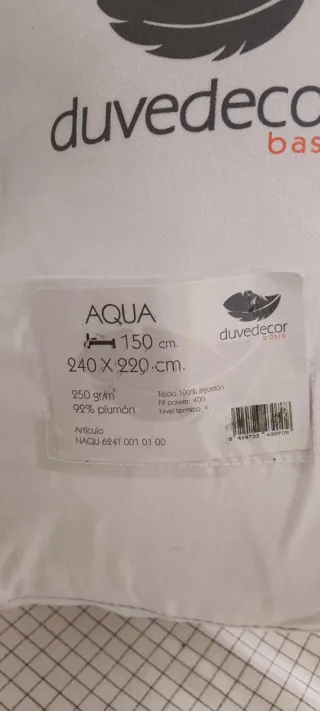 duvedeco
bas
AQUA
150 cm.
240 X 220 cm.
duvedecor
basic
250 gr/m²
92% plumón
Tejido 100% algodón
Fill power: 400
Nivel térmico: 4
Artículo
NAQU 624T 001 01 00